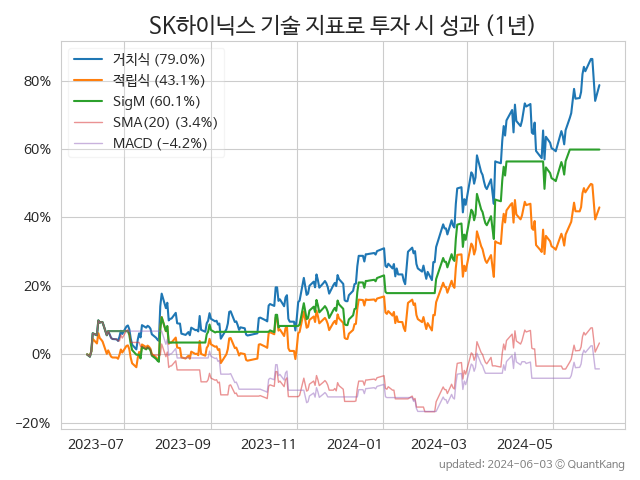 SK하이닉스 기술 지표로 투자 시 성과 (1년)
거치식 (79.0%)
적립식 (43.1%)
SigM (60.1%)
SMA(20) (3.4%)
MACD (−4.2%)
80%
60%
40%
20%
0%
−20%
2023-07 2023-09 2023-11 2024-01 2024-03 2024-05
updated: 2024-06-03 ⓒ QuantKang